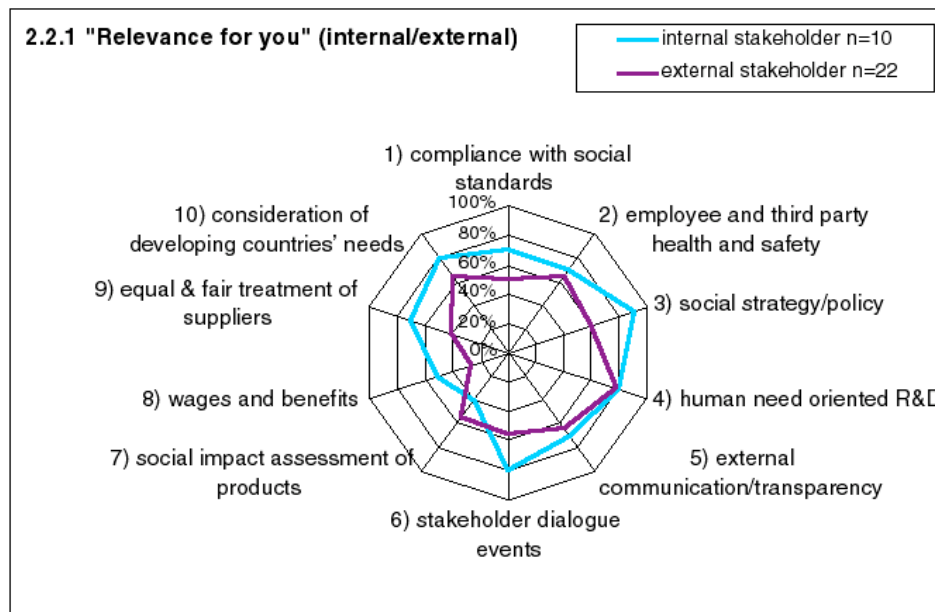 2.2.1 "Relevance for you" (internal/external)
internal stakeholder n=10
external stakeholder n=22
1) compliance with social
standards
100%
80%
60%
40%
20%
0%
2) employee and third party
health and safety
3) social strategy/policy
4) human need oriented R&D
5) external
communication/transparency
6) stakeholder dialogue
events
7) social impact assessment of
products
8) wages and benefits
9) equal & fair treatment of
suppliers
10) consideration of
developing countries' needs